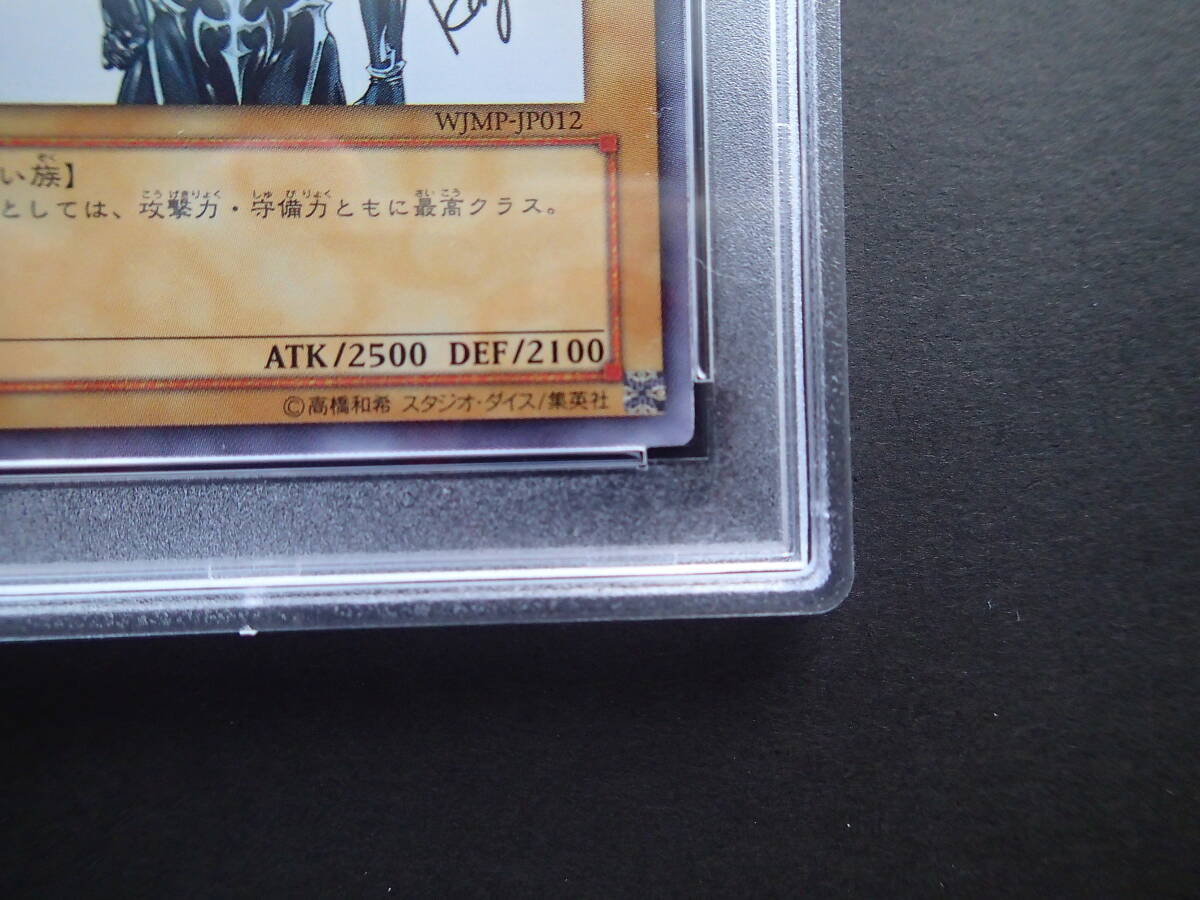 WJMP-JP012
い族】
としては、攻撃力・守備力ともに最高クラス。
ATK/2500 DEF/2100
©高橋和希 スタジオ・ダイス/集英社